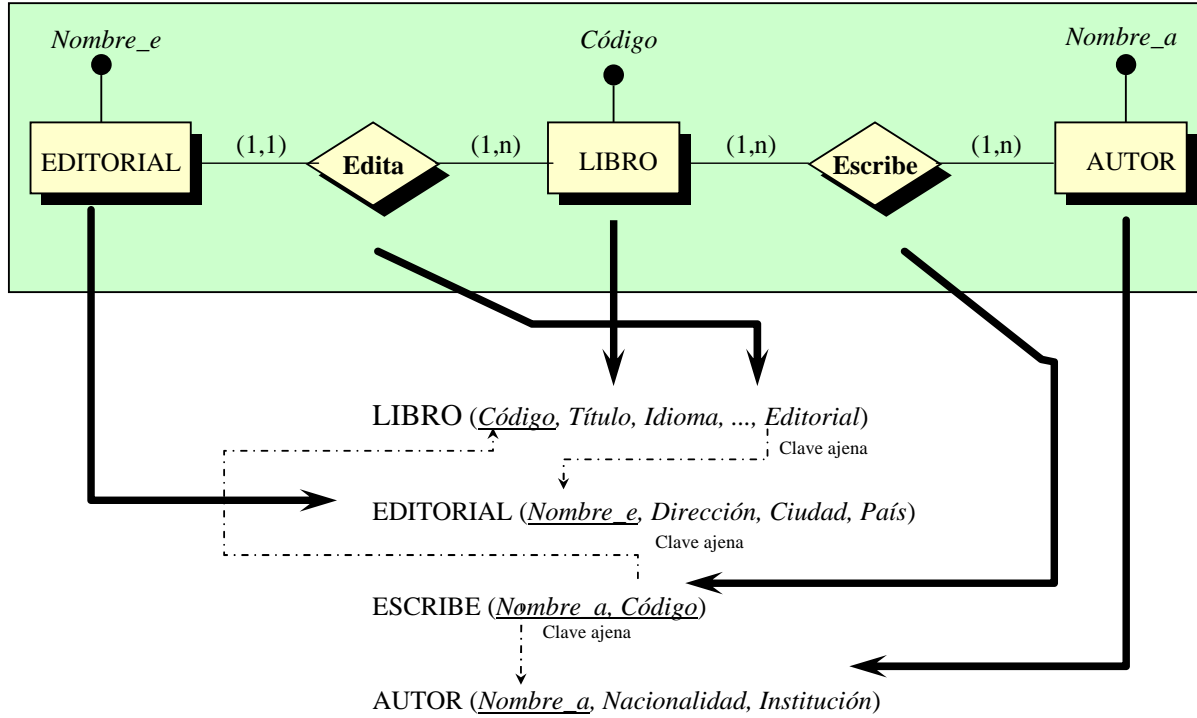 Nombre_e Código Nombre_a
EDITORIAL (1,1) Edita (1,n) LIBRO (1,n) Escribe (1,n) AUTOR
LIBRO (Código, Título, Idioma, ..., Editorial)
Clave ajena
EDITORIAL (Nombre_e, Dirección, Ciudad, País)
Clave ajena
ESCRIBE (Nombre_a, Código)
Clave ajena
AUTOR (Nombre_a, Nacionalidad, Institución)